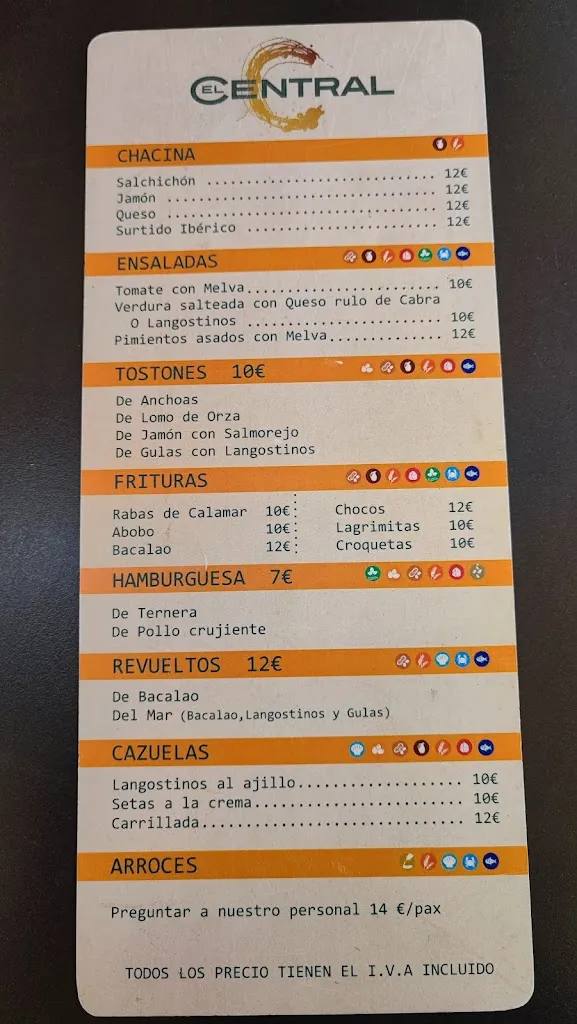 EL CENTRAL
CHACINA
Salchichón ............................. 12€
Jamón .................................. 12€
Queso .................................. 12€
Surtido Ibérico ........................ 12€
ENSALADAS
Tomate con Melva......................... 10€
Verdura salteada con Queso rulo de Cabra
O Langostinos ........................ 10€
Pimientos asados con Melva.............. 12€
TOSTONES 10€
De Anchoas
De Lomo de Orza
De Jamón con Salmorejo
De Gulas con Langostinos
FRITURAS
Rabas de Calamar 10€ Chocos 12€
Abobo 10€ Lagrimitas 10€
Bacalao 12€ Croquetas 10€
HAMBURGUESA 7€
De Ternera
De Pollo crujiente
REVUELTOS 12€
De Bacalao
Del Mar (Bacalao,Langostinos y Gulas)
CAZUELAS
Langostinos al ajillo.................... 10€
Setas a la crema......................... 10€
Carrillada............................... 12€
ARROCES
Preguntar a nuestro personal 14 €/pax
TODOS LOS PRECIO TIENEN EL I.V.A INCLUIDO